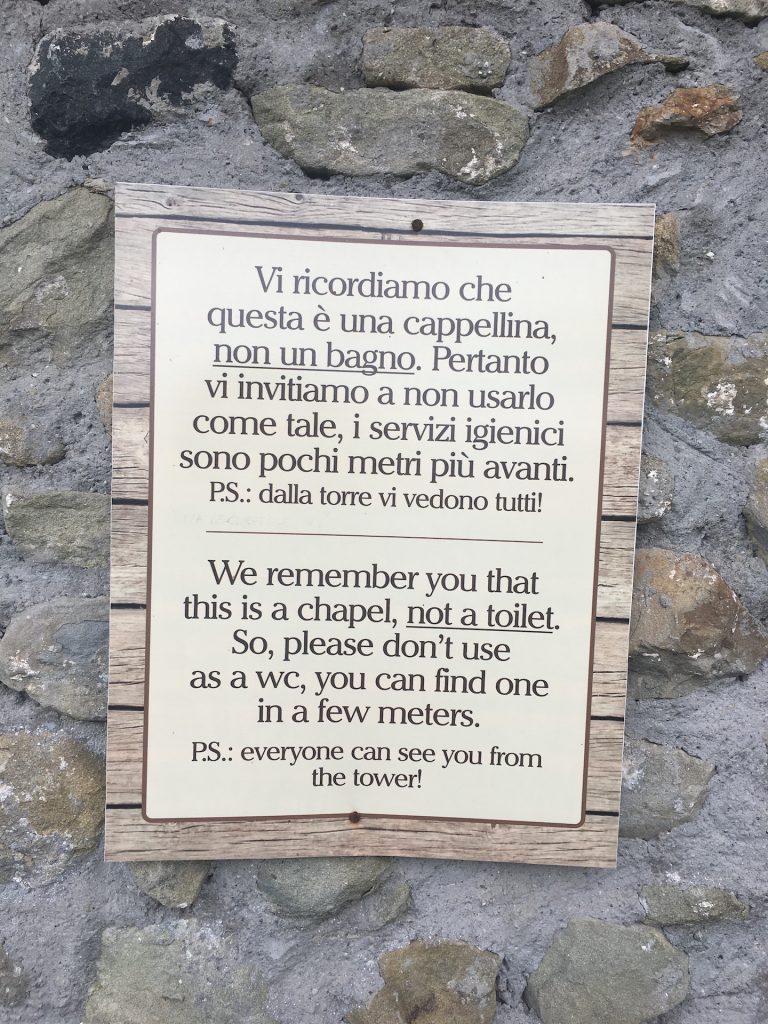 Vi ricordiamo che
questa è una cappellina,
non un bagno. Pertanto
vi invitiamo a non usarlo
come tale, i servizi igienici
sono pochi metri più avanti.
P.S.: dalla torre vi vedono tutti!
We remember you that
this is a chapel, not a toilet.
So, please don't use
as a wc, you can find one
in a few meters.
P.S.: everyone can see you from
the tower!